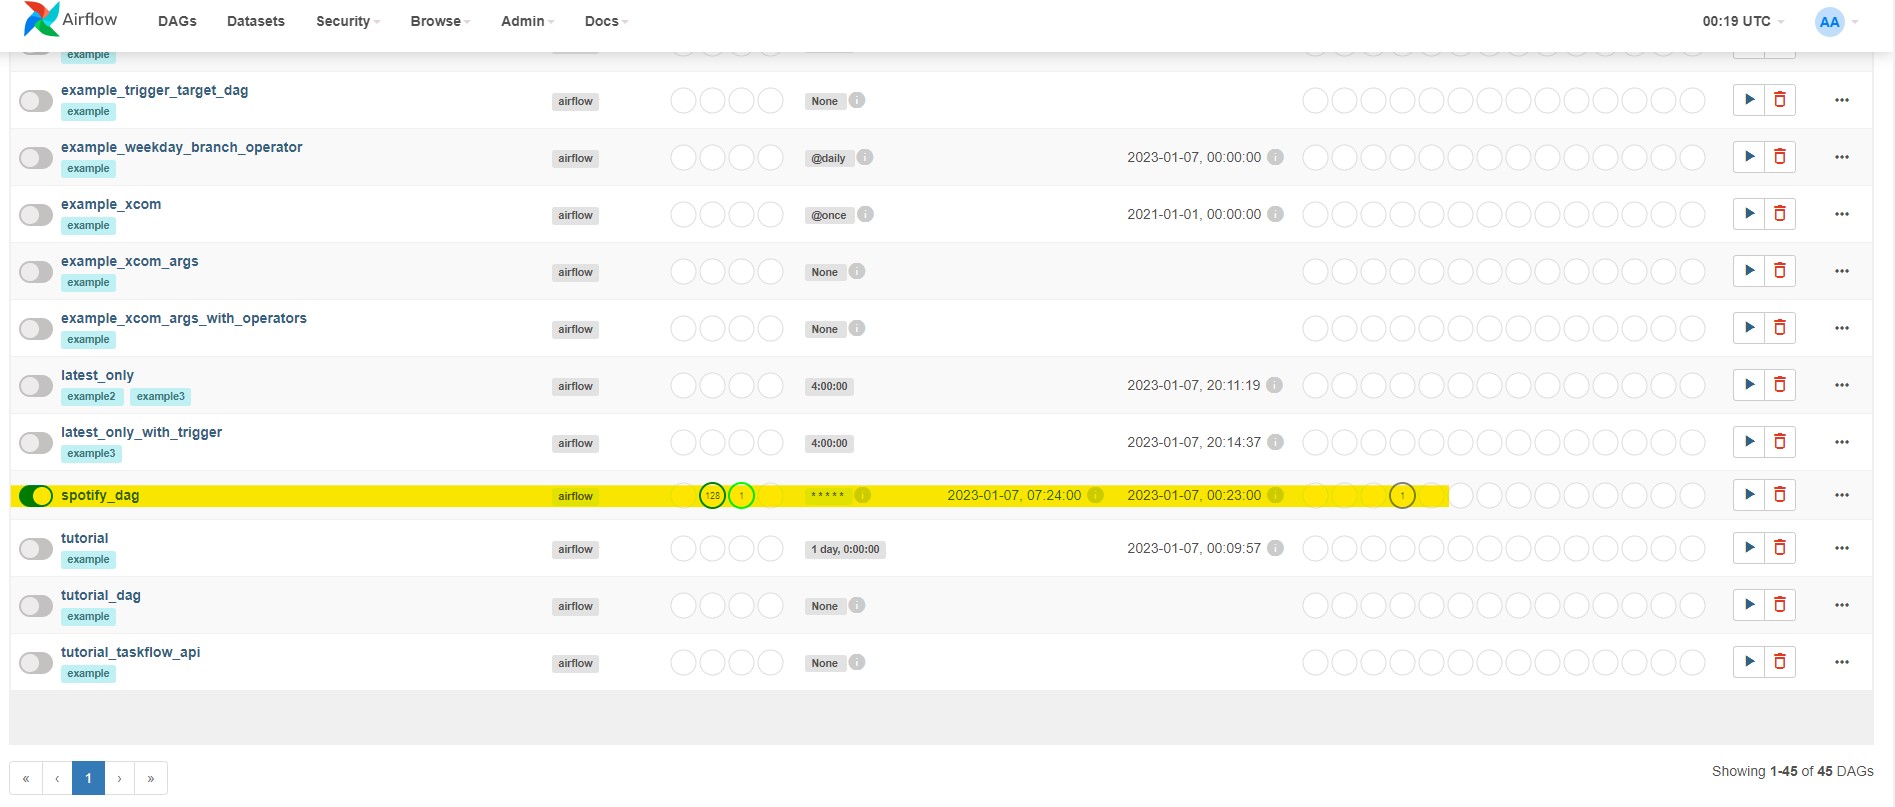 Airflow DAGs Datasets Security Browse Admin Docs 00:19 UTC AA
example
example_trigger_target_dag
example
airflow None i
example_weekday_branch_operator
example
airflow @daily i 2023-01-07, 00:00:00 i
example_xcom
example
airflow @once i 2021-01-01, 00:00:00 i
example_xcom_args
example
airflow None i
example_xcom_args_with_operators
example
airflow None i
latest_only
example2 example3
airflow 4:00:00 2023-01-07, 20:11:19 i
latest_only_with_trigger
example3
airflow 4:00:00 2023-01-07, 20:14:37 i
spotify_dag airflow 128 1 * * * * * i 2023-01-07, 07:24:00 i 2023-01-07, 00:23:00 i 1
tutorial
example
airflow 1 day, 0:00:00 2023-01-07, 00:09:57 i
tutorial_dag
example
airflow None i
tutorial_taskflow_api
example
airflow None i
« ‹ 1 › »
Showing 1-45 of 45 DAGs